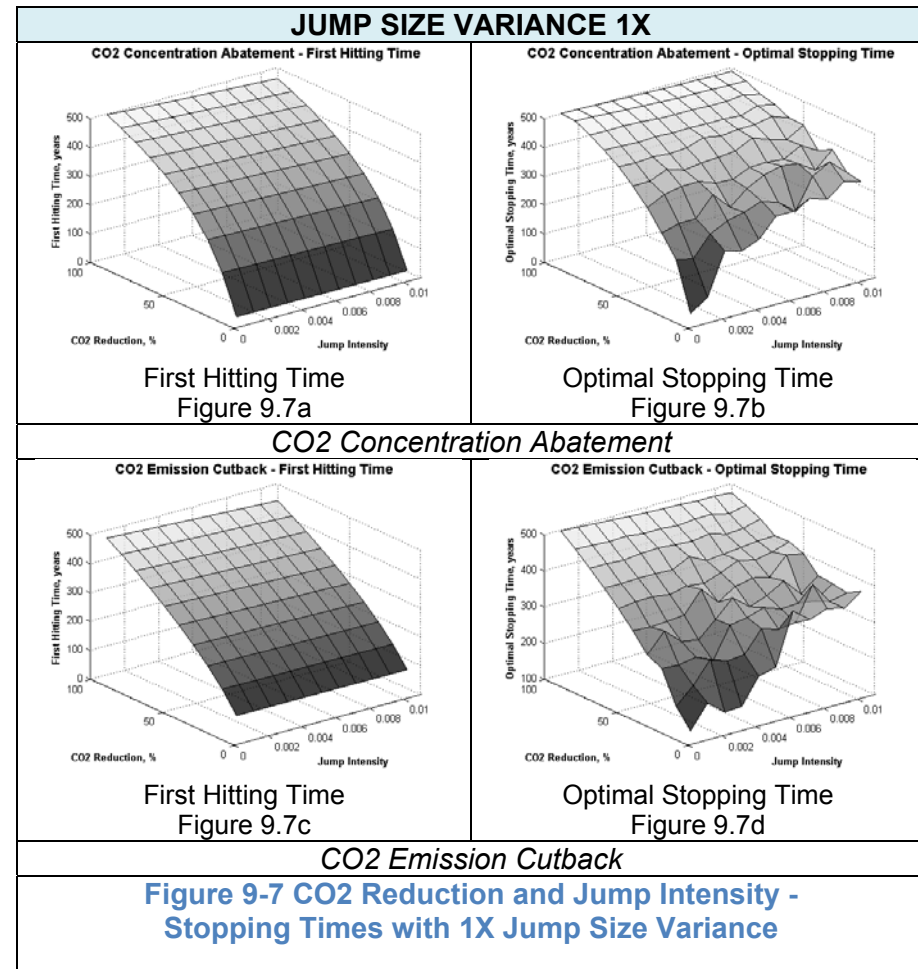 JUMP SIZE VARIANCE 1X
CO2 Concentration Abatement - First Hitting Time
500
400
300
200
100
0
First Hitting Time, years
100
50
0
CO2 Reduction, %
0
0.002
0.004
0.006
0.008
0.01
Jump Intensity
First Hitting Time
Figure 9.7a
CO2 Concentration Abatement - Optimal Stopping Time
500
400
300
200
100
0
Optimal Stopping Time, years
100
50
0
CO2 Reduction, %
0
0.002
0.004
0.006
0.008
0.01
Jump Intensity
Optimal Stopping Time
Figure 9.7b
CO2 Concentration Abatement
CO2 Emission Cutback - First Hitting Time
500
400
300
200
100
0
First Hitting Time, years
100
50
0
CO2 Reduction, %
0
0.002
0.004
0.006
0.008
0.01
Jump Intensity
First Hitting Time
Figure 9.7c
CO2 Emission Cutback - Optimal Stopping Time
500
400
300
200
100
Optimal Stopping Time, years
100
50
0
CO2 Reduction, %
0
0.002
0.004
0.006
0.008
0.01
Jump Intensity
Optimal Stopping Time
Figure 9.7d
CO2 Emission Cutback
Figure 9-7 CO2 Reduction and Jump Intensity -
Stopping Times with 1X Jump Size Variance